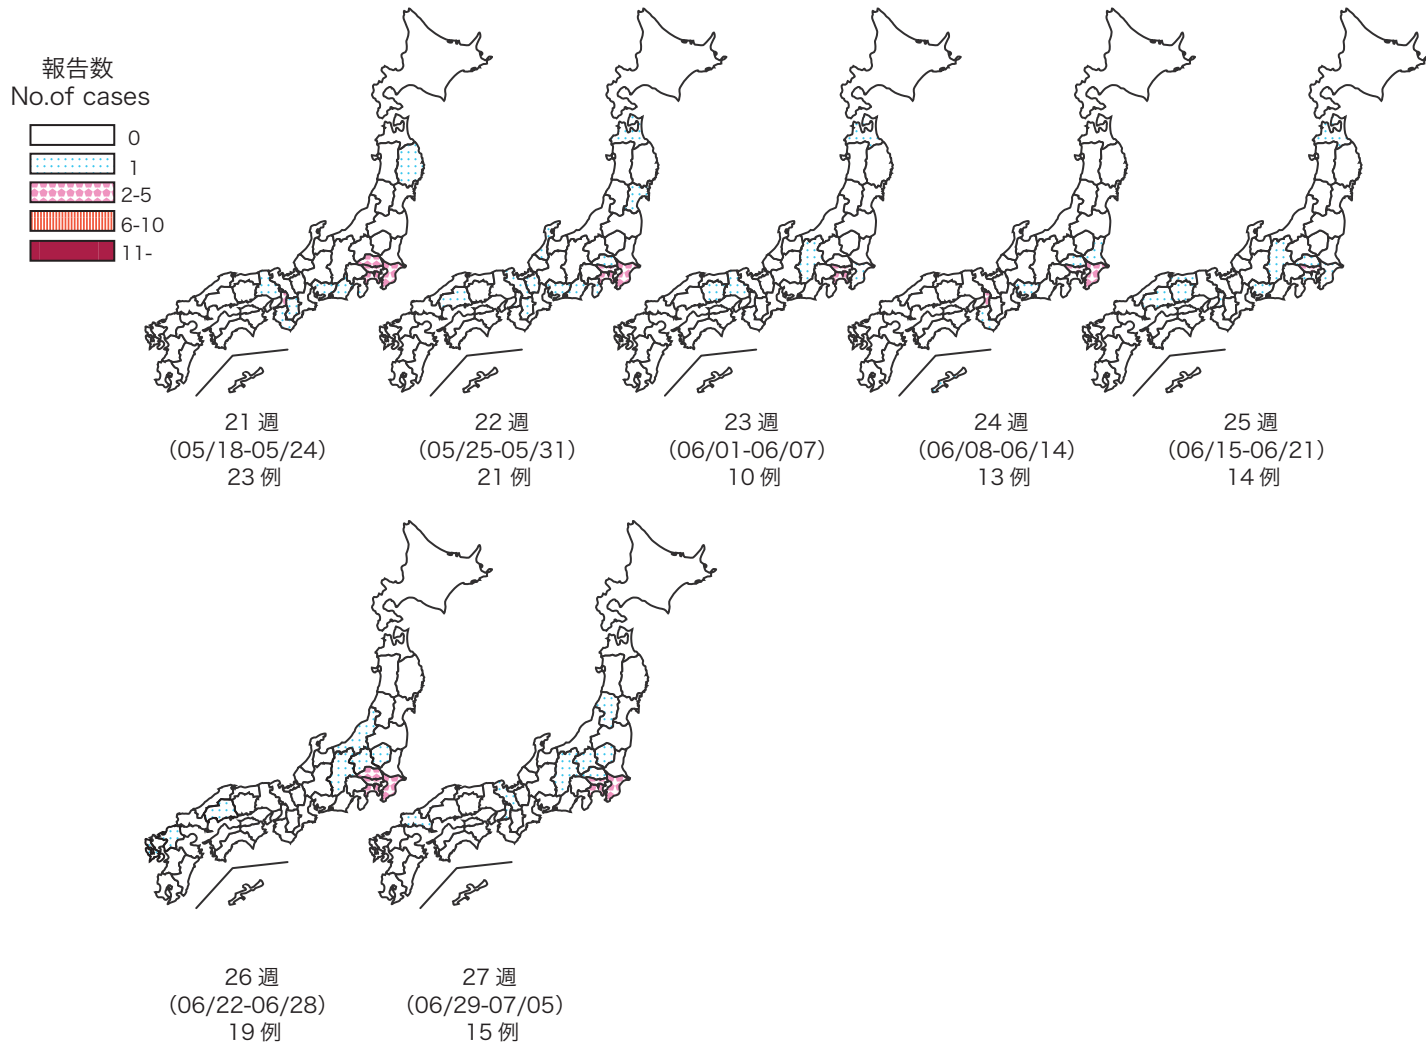 報告数
No.of cases
0
1
2-5
6-10
11-
21 週
（05/18-05/24）
23 例
22 週
（05/25-05/31）
21 例
23 週
（06/01-06/07）
10 例
24 週
（06/08-06/14）
13 例
25 週
（06/15-06/21）
14 例
26 週
（06/22-06/28）
19 例
27 週
（06/29-07/05）
15 例